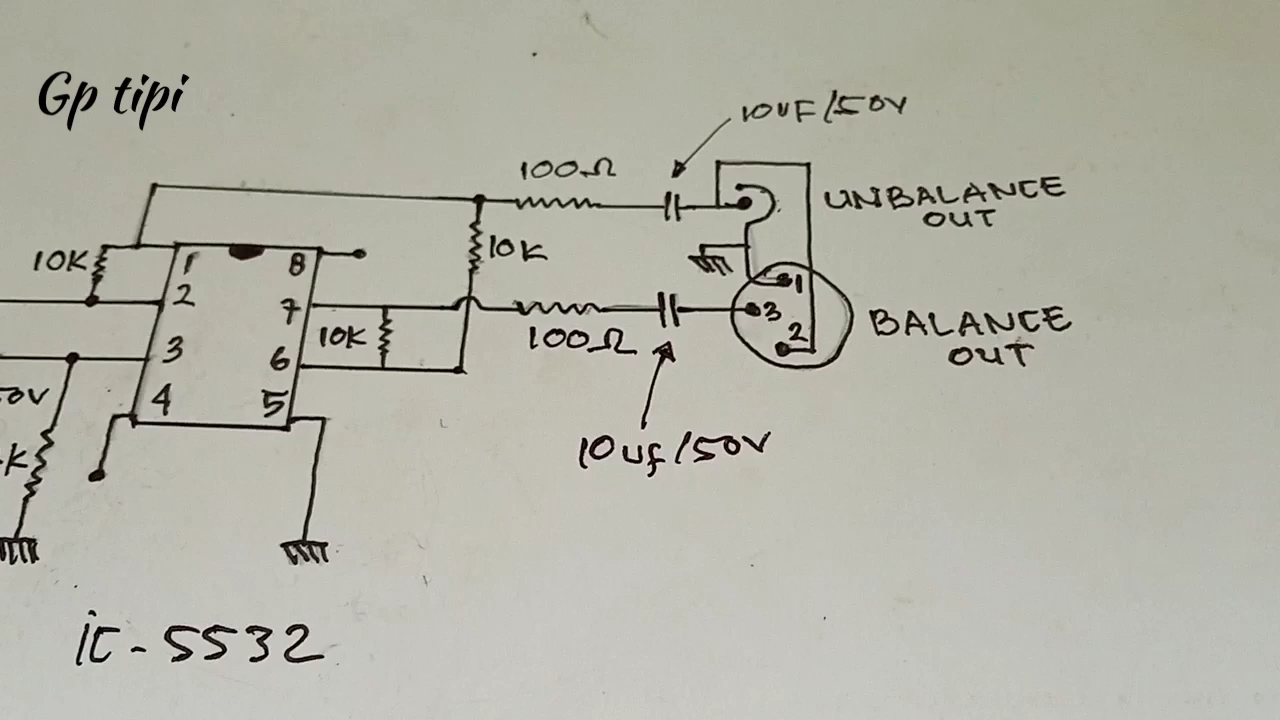 Gp tipi
10UF/50V
100Ω
UNBALANCE
OUT
10K
10K
1
8
2
7
3
6
4
5
10K
100Ω
1
3
2
BALANCE
OUT
10uf/50V
iC-5532